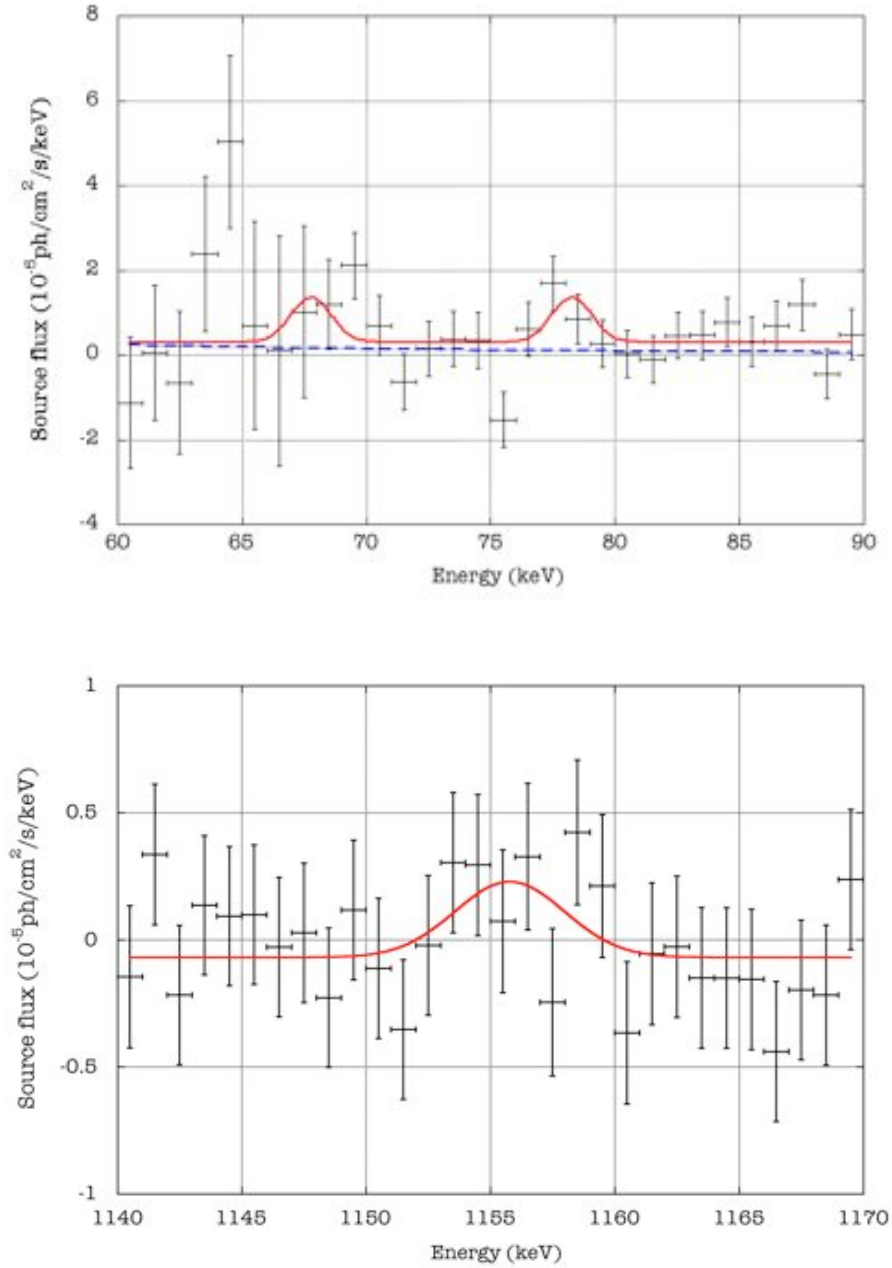 8
6
4
2
0
-2
-4
Source flux (10⁻⁵ph/cm²/s/keV)
60 65 70 75 80 85 90
Energy (keV)
1
0.5
0
-0.5
-1
Source flux (10⁻⁵ph/cm²/s/keV)
1140 1145 1150 1155 1160 1165 1170
Energy (keV)